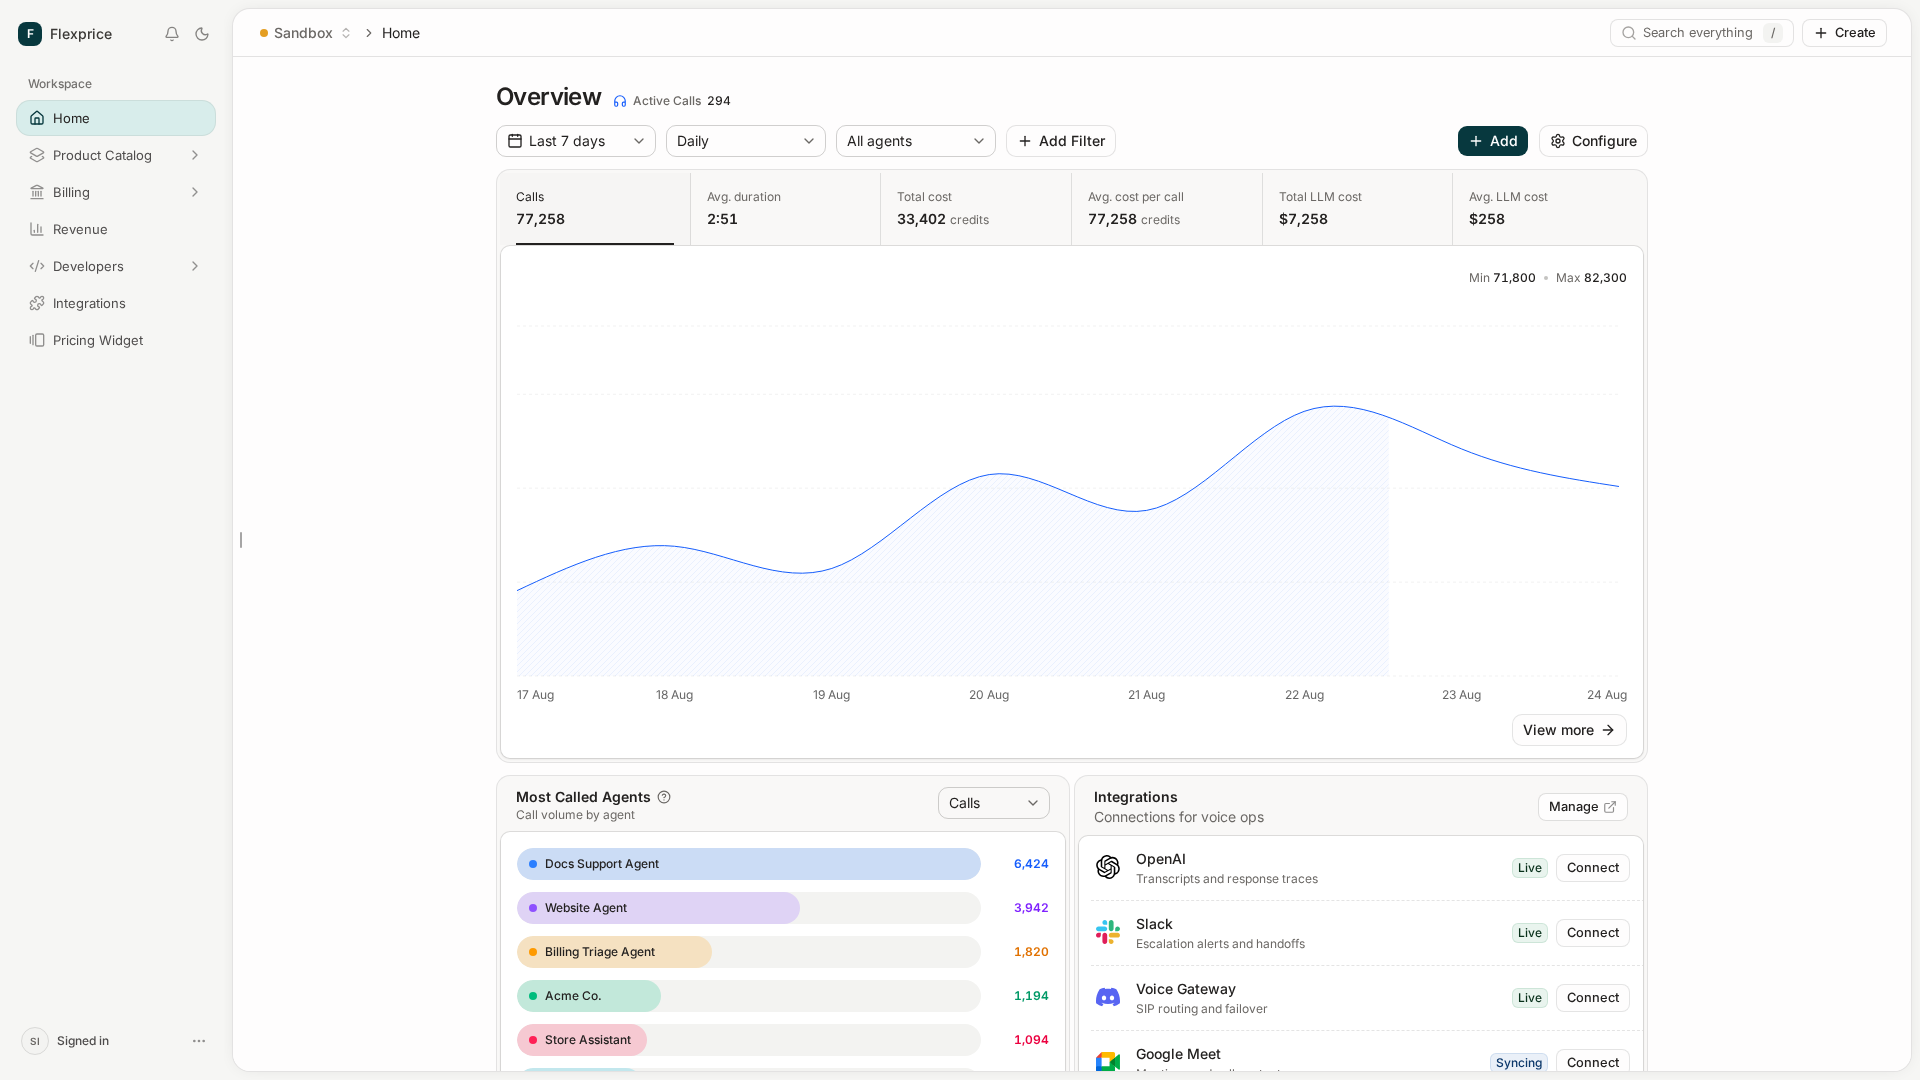 F Flexprice
Workspace
Home
Product Catalog
Billing
Revenue
Developers
Integrations
Pricing Widget
SI Signed in
Sandbox Home
Search everything / Create
Overview Active Calls 294
Last 7 days Daily All agents Add Filter Add Configure
Calls Avg. duration Total cost Avg. cost per call Total LLM cost Avg. LLM cost
77,258 2:51 33,402 credits 77,258 credits $7,258 $258
Min 71,800 • Max 82,300
17 Aug 18 Aug 19 Aug 20 Aug 21 Aug 22 Aug 23 Aug 24 Aug
View more
Most Called Agents
Call volume by agent
Calls
Docs Support Agent 6,424
Website Agent 3,942
Billing Triage Agent 1,820
Acme Co. 1,194
Store Assistant 1,094
Integrations
Connections for voice ops
Manage
OpenAI
Transcripts and response traces
Live Connect
Slack
Escalation alerts and handoffs
Live Connect
Voice Gateway
SIP routing and failover
Live Connect
Google Meet
Syncing Connect